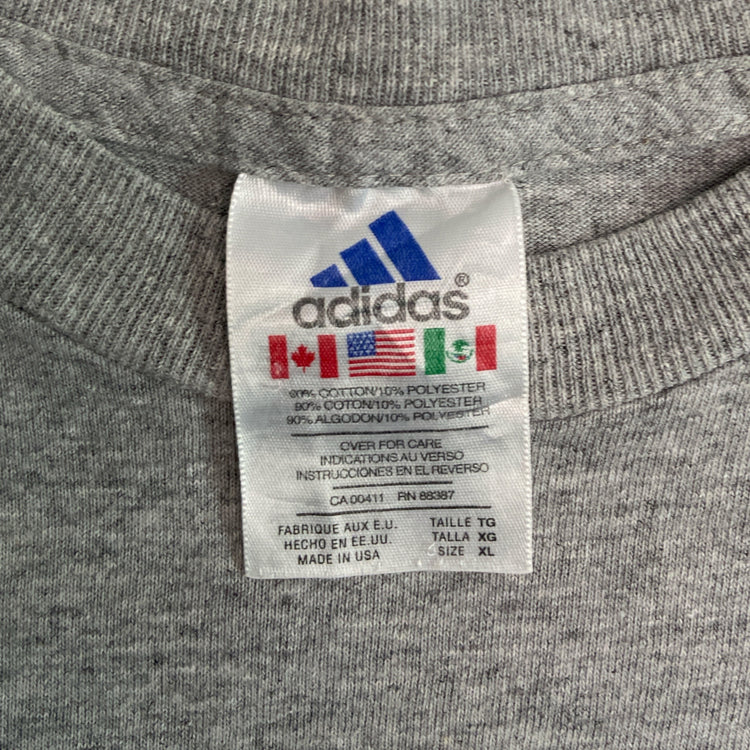 adidas®
90% COTTON/10% POLYESTER
90% COTON/10% POLYESTER
90% ALGODON/10% POLYESTER
OVER FOR CARE
INDICATIONS AU VERSO
INSTRUCCIONES EN EL REVERSO
CA 00411 RN 88387
FABRIQUE AUX E.U. TAILLE TG
HECHO EN EE.UU. TALLA XG
MADE IN USA SIZE XL